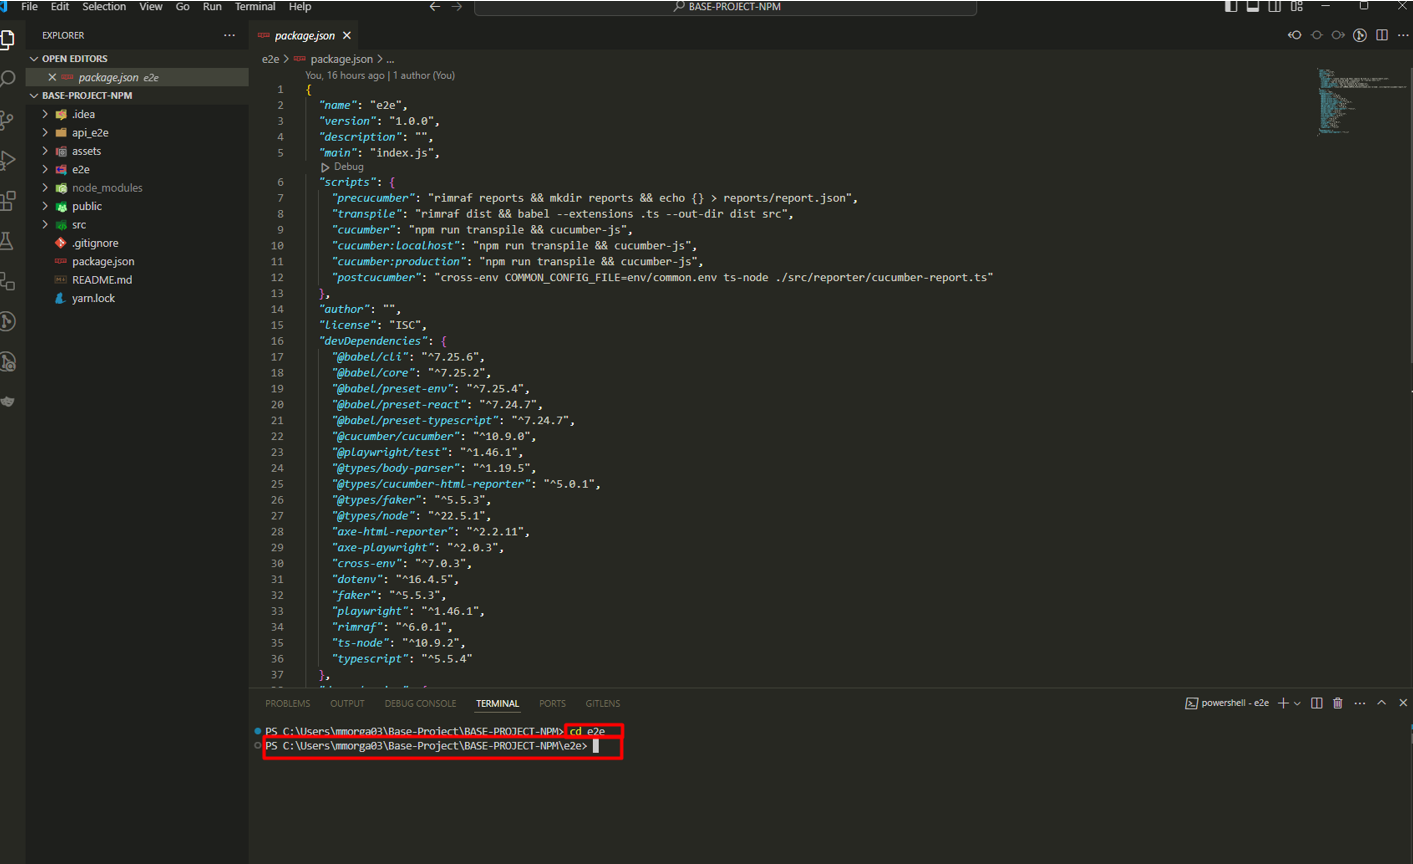 File Edit Selection View Go Run Terminal Help
BASE-PROJECT-NPM
EXPLORER
OPEN EDITORS
package.json e2e
BASE-PROJECT-NPM
.idea
api_e2e
assets
e2e
node_modules
public
src
.gitignore
package.json
README.md
yarn.lock
package.json
e2e > package.json > ...
You, 16 hours ago | 1 author (You)
1 {
2 "name": "e2e",
3 "version": "1.0.0",
4 "description": "",
5 "main": "index.js",
Debug
6 "scripts": {
7 "precucumber": "rimraf reports && mkdir reports && echo {} > reports/report.json",
8 "transpile": "rimraf dist && babel --extensions .ts --out-dir dist src",
9 "cucumber": "npm run transpile && cucumber-js",
10 "cucumber:localhost": "npm run transpile && cucumber-js",
11 "cucumber:production": "npm run transpile && cucumber-js",
12 "postcucumber": "cross-env COMMON_CONFIG_FILE=env/common.env ts-node ./src/reporter/cucumber-report.ts"
13 },
14 "author": "",
15 "license": "ISC",
16 "devDependencies": {
17 "@babel/cli": "^7.25.6",
18 "@babel/core": "^7.25.2",
19 "@babel/preset-env": "^7.25.4",
20 "@babel/preset-react": "^7.24.7",
21 "@babel/preset-typescript": "^7.24.7",
22 "@cucumber/cucumber": "^10.9.0",
23 "@playwright/test": "^1.46.1",
24 "@types/body-parser": "^1.19.5",
25 "@types/cucumber-html-reporter": "^5.0.1",
26 "@types/faker": "^5.5.3",
27 "@types/node": "^22.5.1",
28 "axe-html-reporter": "^2.2.11",
29 "axe-playwright": "^2.0.3",
30 "cross-env": "^7.0.3",
31 "dotenv": "^16.4.5",
32 "faker": "^5.5.3",
33 "playwright": "^1.46.1",
34 "rimraf": "^6.0.1",
35 "ts-node": "^10.9.2",
36 "typescript": "^5.5.4"
37 },
PROBLEMS OUTPUT DEBUG CONSOLE TERMINAL PORTS GITLENS
powershell - e2e
PS C:\Users\mmorga03\Base-Project\BASE-PROJECT-NPM> cd e2e
PS C:\Users\mmorga03\Base-Project\BASE-PROJECT-NPM\e2e>